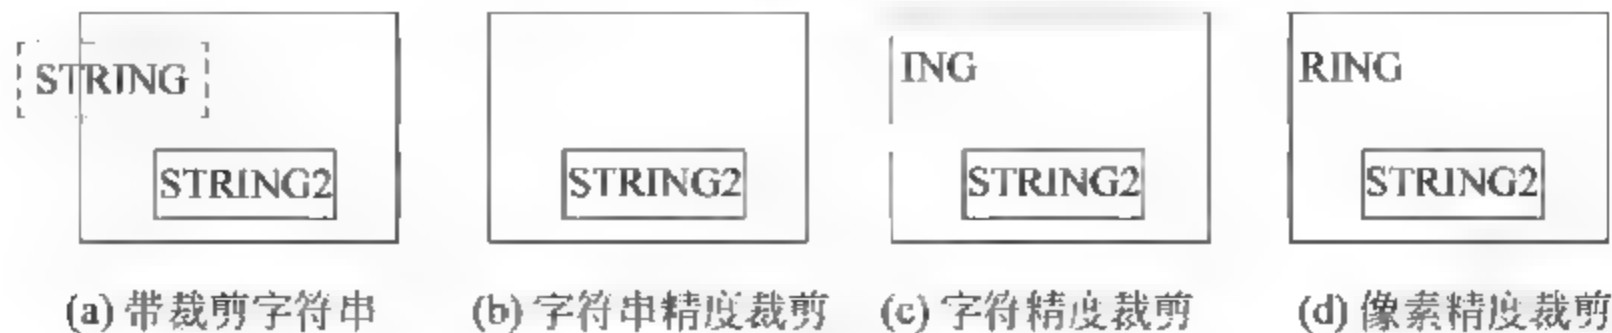 STRING
STRING2
STRING2
ING
STRING2
RING
STRING2
(a) 带裁剪字符串
(b) 字符串精度裁剪
(c) 字符精度裁剪
(d) 像素精度裁剪